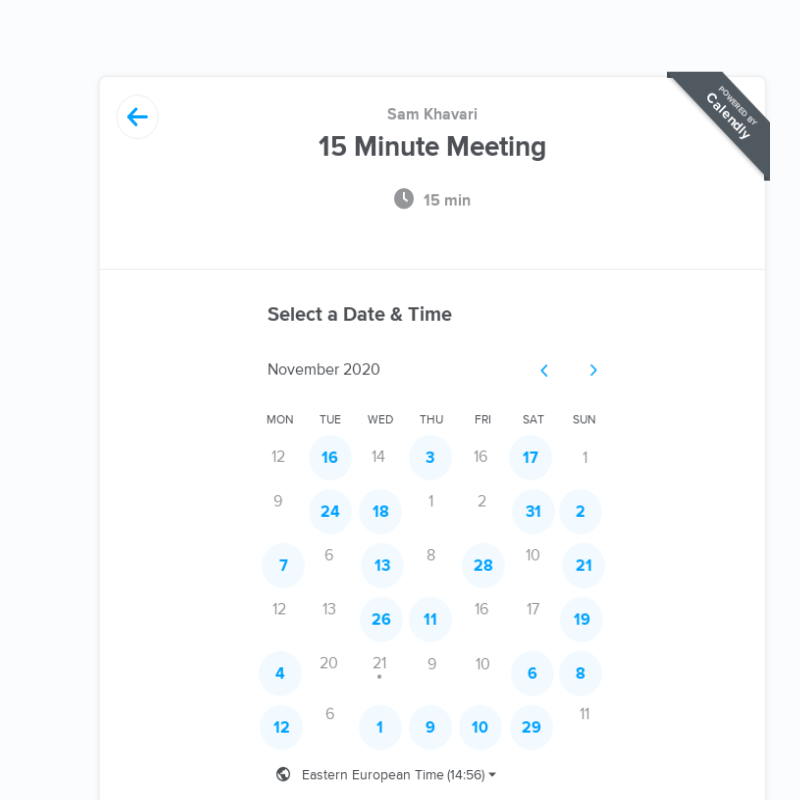 POWERED BY
Calendly
Sam Khavari
15 Minute Meeting
15 min
Select a Date & Time
November 2020
MON TUE WED THU FRI SAT SUN
12 16 14 3 16 17 1
9 24 18 1 2 31 2
7 6 13 8 28 10 21
12 13 26 11 16 17 19
4 20 21 9 10 6 8
12 6 1 9 10 29 11
Eastern European Time (14:56)